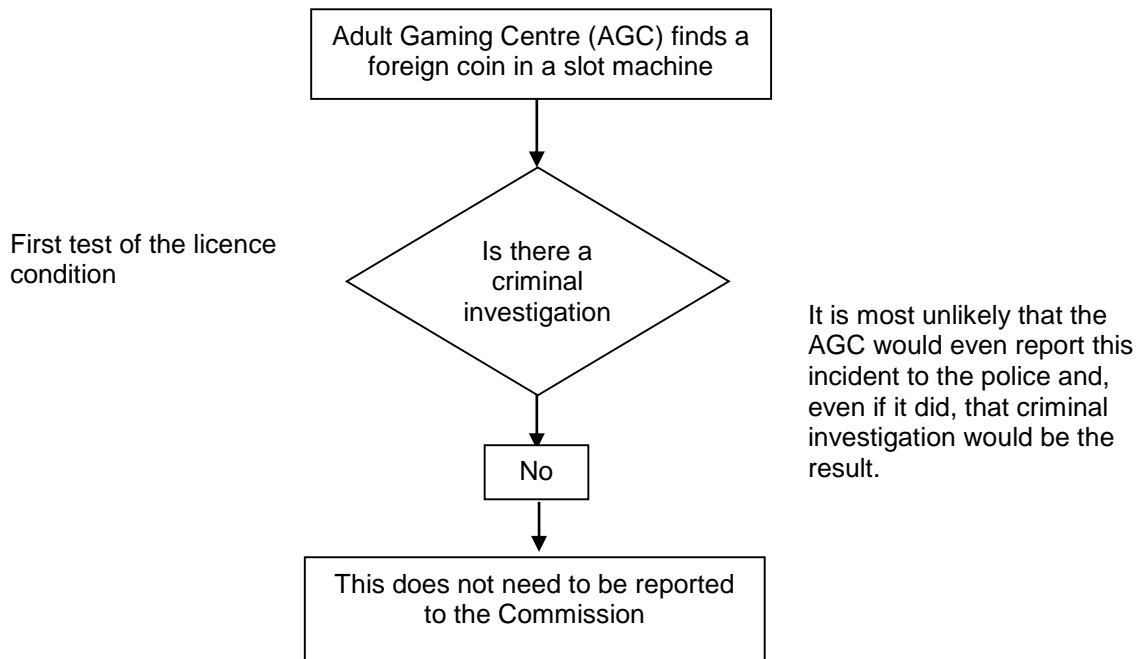 Adult Gaming Centre (AGC) finds a
foreign coin in a slot machine
First test of the licence
condition
Is there a
criminal
investigation
It is most unlikely that the
AGC would even report this
incident to the police and,
even if it did, that criminal
investigation would be the
result.
No
This does not need to be reported
to the Commission